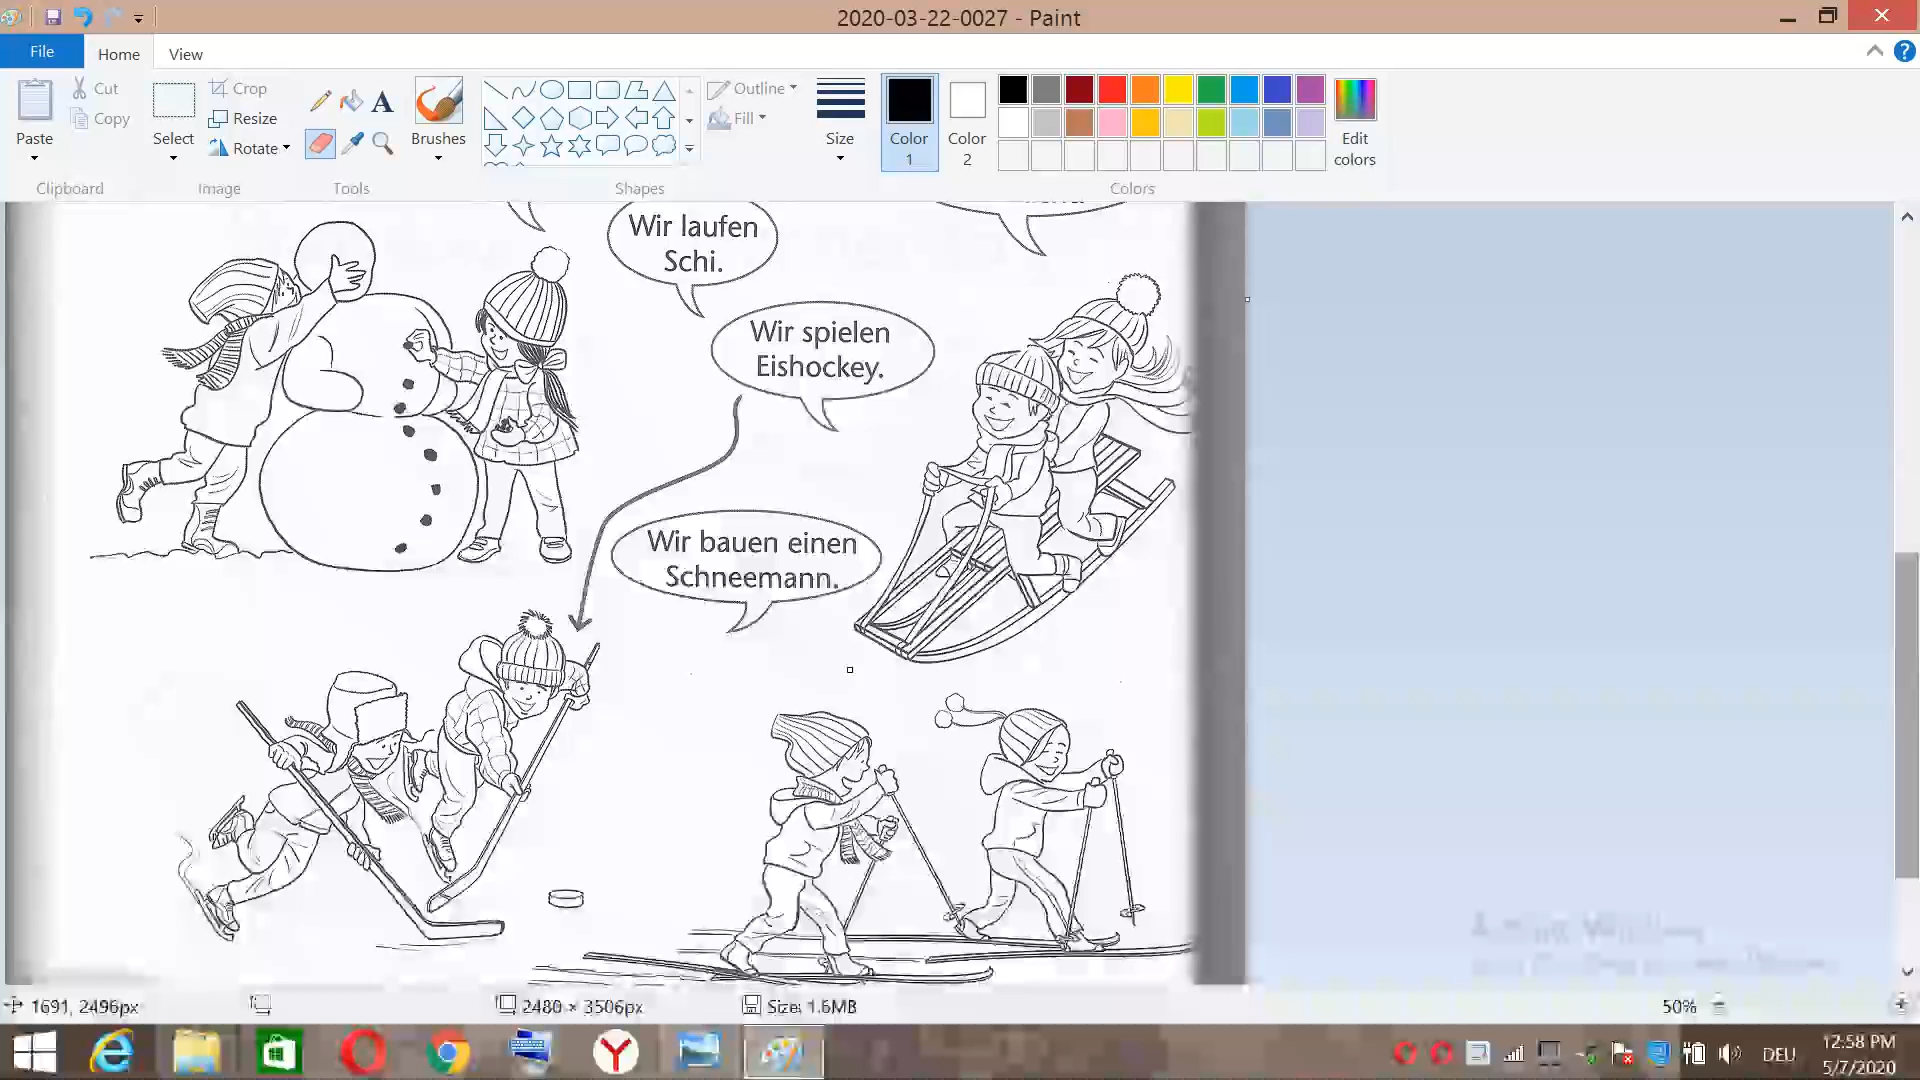 2020-03-22-0027 - Paint
File
Home
View
Paste
Cut
Copy
Clipboard
Select
Crop
Resize
Rotate
Image
Tools
Brushes
Shapes
Outline
Fill
Size
Color 1
Color 2
Edit colors
Colors
Wir laufen
Schi.
Wir spielen
Eishockey.
Wir bauen einen
Schneemann.
1691, 2496px
2480 × 3506px
Size: 1.6MB
50%
DEU
12:58 PM
5/7/2020